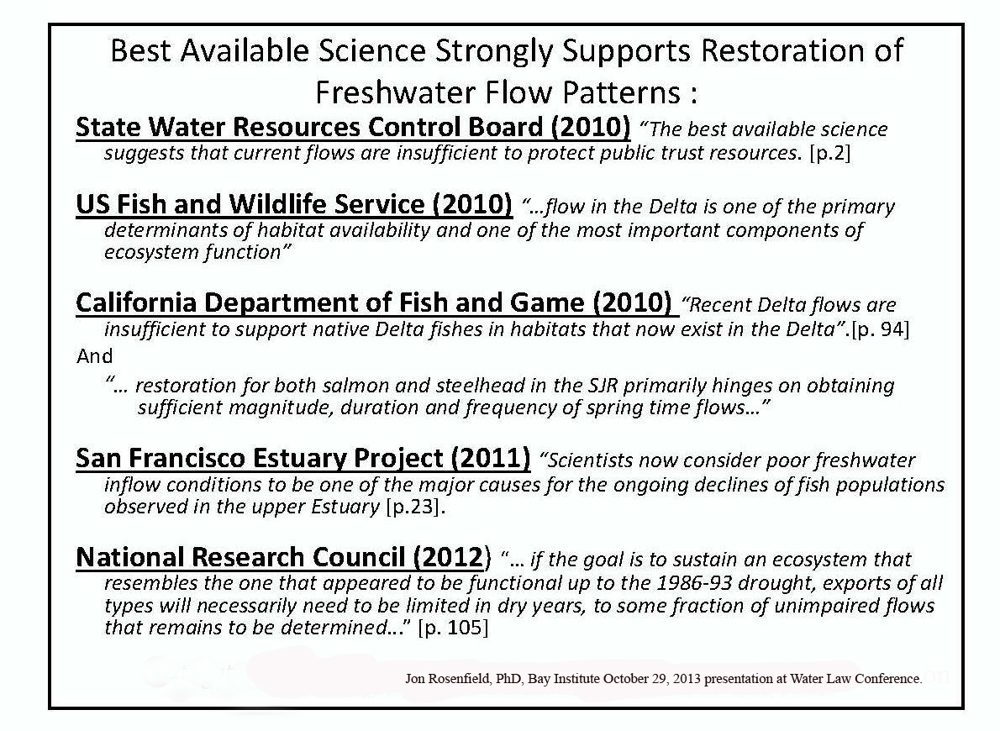 Best Available Science Strongly Supports Restoration of
Freshwater Flow Patterns :
State Water Resources Control Board (2010) “The best available science
suggests that current flows are insufficient to protect public trust resources. [p.2]
US Fish and Wildlife Service (2010) “…flow in the Delta is one of the primary
determinants of habitat availability and one of the most important components of
ecosystem function”
California Department of Fish and Game (2010) “Recent Delta flows are
insufficient to support native Delta fishes in habitats that now exist in the Delta”.[p. 94]
And
“… restoration for both salmon and steelhead in the SJR primarily hinges on obtaining
sufficient magnitude, duration and frequency of spring time flows…”
San Francisco Estuary Project (2011) “Scientists now consider poor freshwater
inflow conditions to be one of the major causes for the ongoing declines of fish populations
observed in the upper Estuary [p.23].
National Research Council (2012) “… if the goal is to sustain an ecosystem that
resembles the one that appeared to be functional up to the 1986-93 drought, exports of all
types will necessarily need to be limited in dry years, to some fraction of unimpaired flows
that remains to be determined...” [p. 105]
Jon Rosenfield, PhD, Bay Institute October 29, 2013 presentation at Water Law Conference.